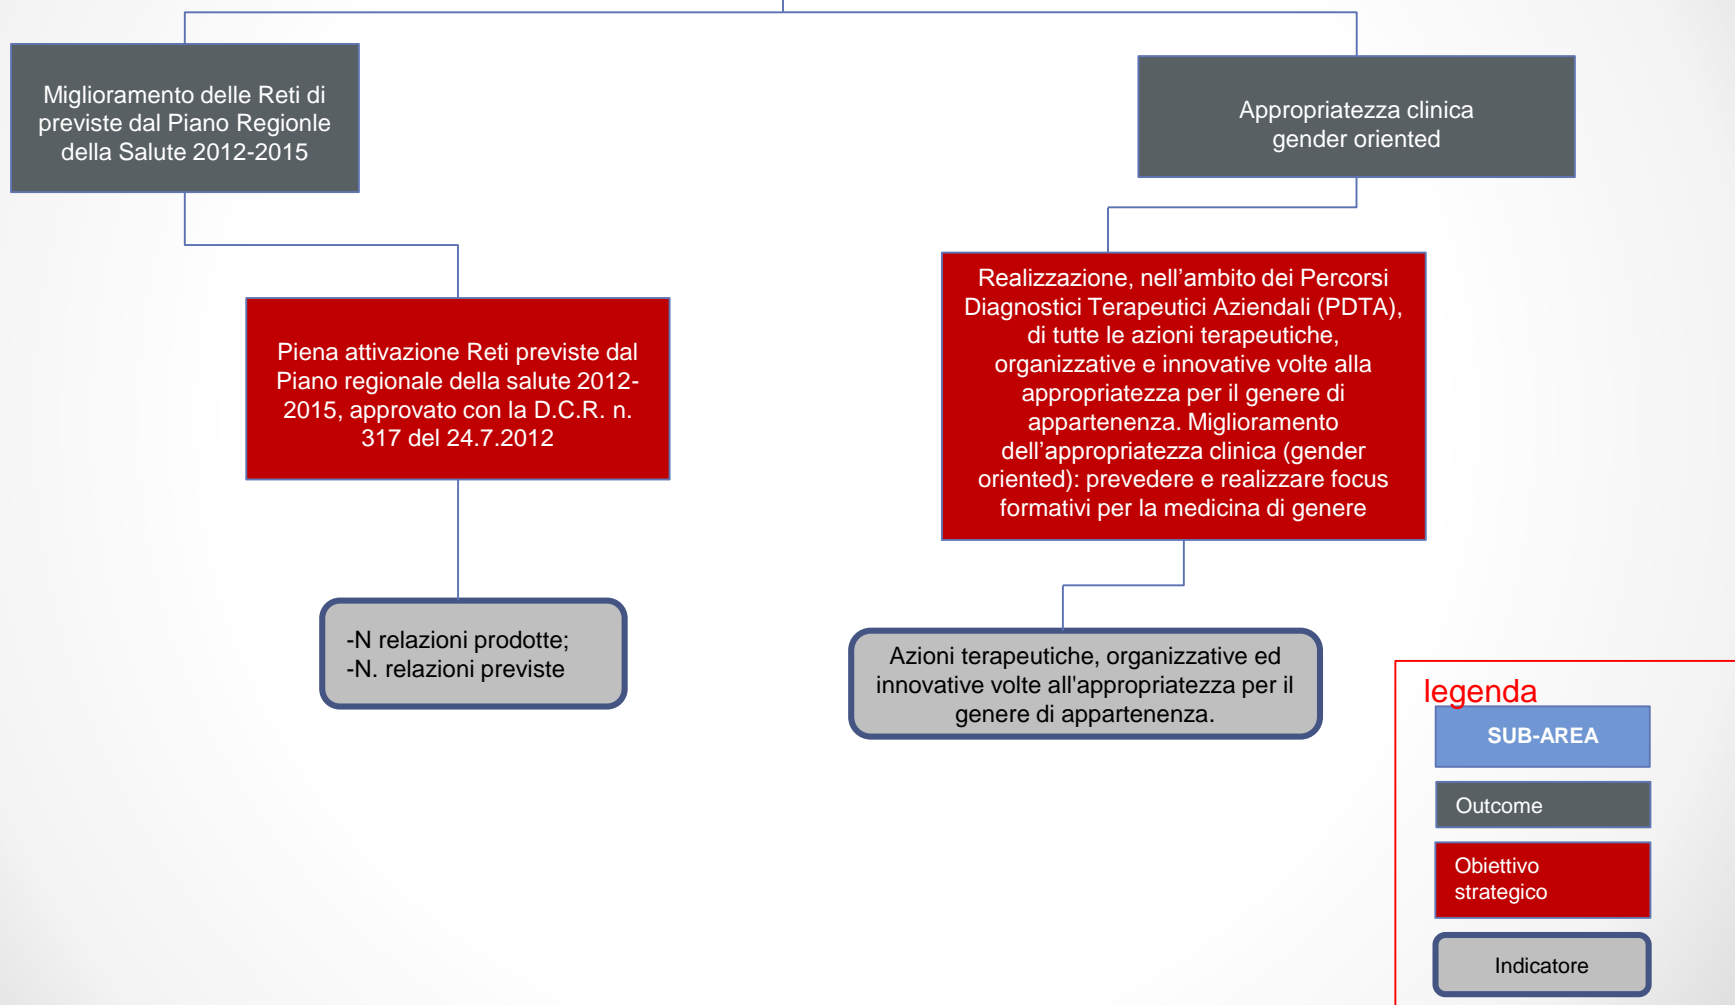 Miglioramento delle Reti di
previste dal Piano Regionle
della Salute 2012-2015
Appropriatezza clinica
gender oriented
Piena attivazione Reti previste dal
Piano regionale della salute 2012-
2015, approvato con la D.C.R. n.
317 del 24.7.2012
Realizzazione, nell’ambito dei Percorsi
Diagnostici Terapeutici Aziendali (PDTA),
di tutte le azioni terapeutiche,
organizzative e innovative volte alla
appropriatezza per il genere di
appartenenza. Miglioramento
dell’appropriatezza clinica (gender
oriented): prevedere e realizzare focus
formativi per la medicina di genere
-N relazioni prodotte;
-N. relazioni previste
Azioni terapeutiche, organizzative ed
innovative volte all'appropriatezza per il
genere di appartenenza.
legenda
SUB-AREA
Outcome
Obiettivo
strategico
Indicatore